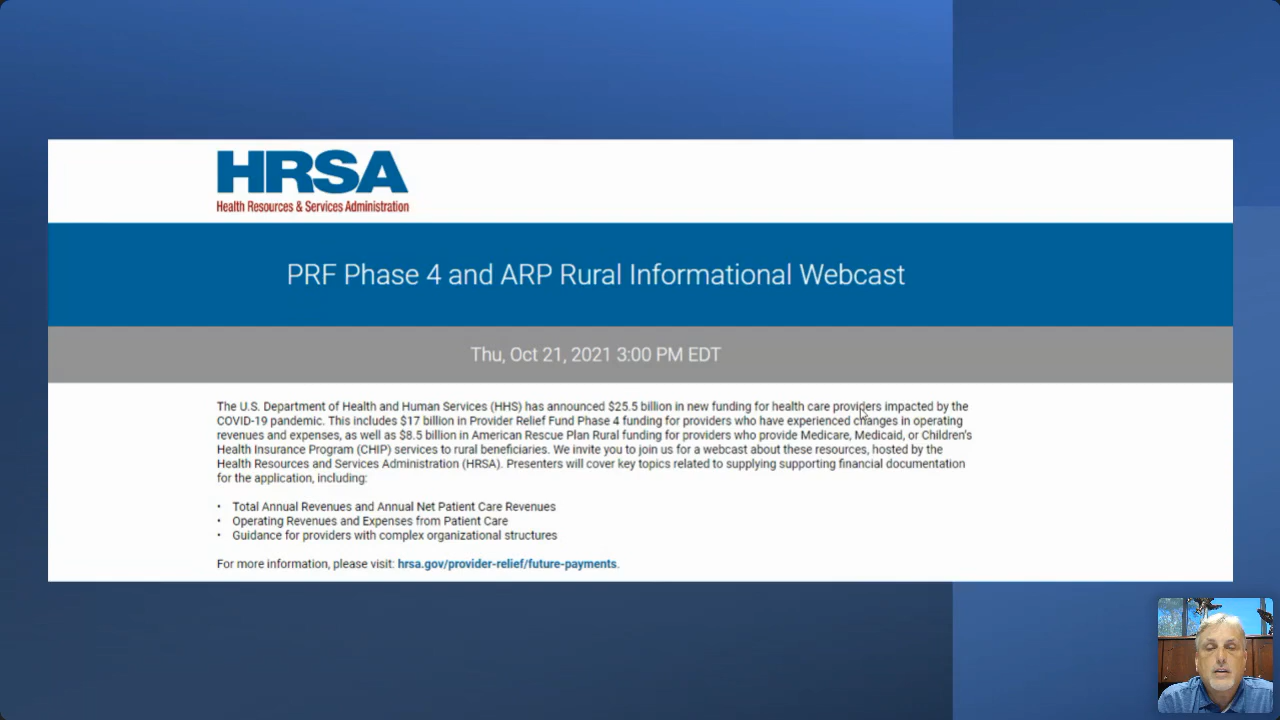 HRSA
Health Resources & Services Administration
PRF Phase 4 and ARP Rural Informational Webcast
Thu, Oct 21, 2021 3:00 PM EDT
The U.S. Department of Health and Human Services (HHS) has announced $25.5 billion in new funding for health care providers impacted by the
COVID-19 pandemic. This includes $17 billion in Provider Relief Fund Phase 4 funding for providers who have experienced changes in operating
revenues and expenses, as well as $8.5 billion in American Rescue Plan Rural funding for providers who provide Medicare, Medicaid, or Children's
Health Insurance Program (CHIP) services to rural beneficiaries. We invite you to join us for a webcast about these resources, hosted by the
Health Resources and Services Administration (HRSA). Presenters will cover key topics related to supplying supporting financial documentation
for the application, including:
• Total Annual Revenues and Annual Net Patient Care Revenues
• Operating Revenues and Expenses from Patient Care
• Guidance for providers with complex organizational structures
For more information, please visit: hrsa.gov/provider-relief/future-payments.